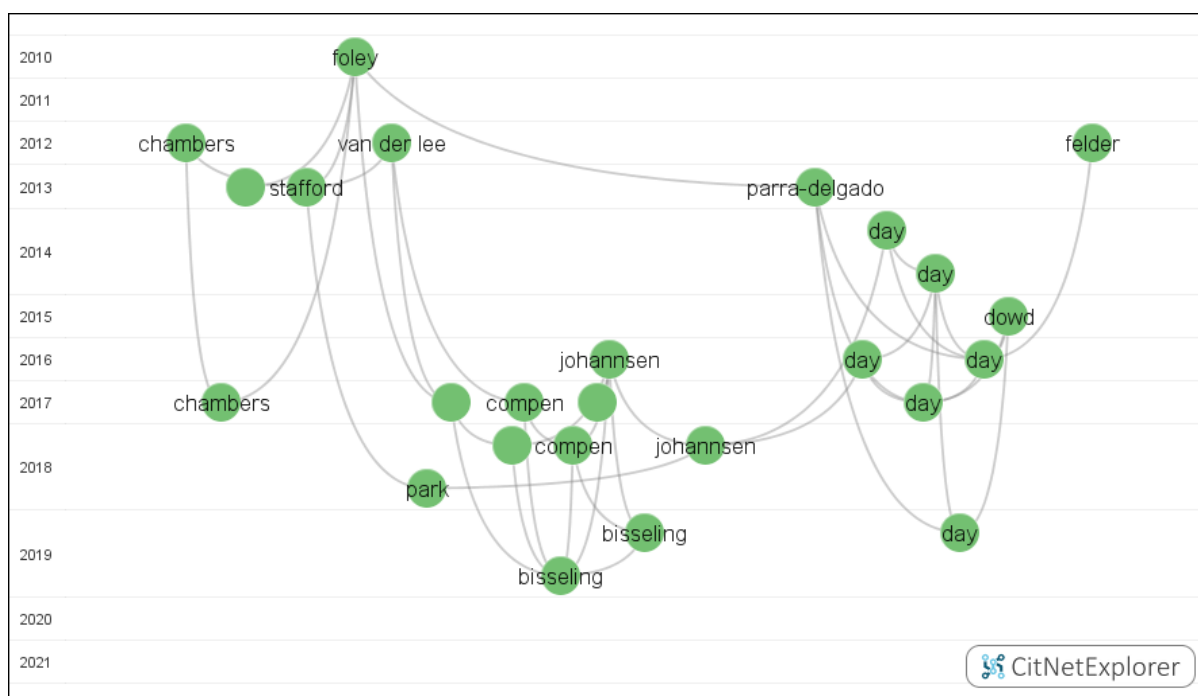 2010
foley
2011
2012
chambers
van der lee
felder
2013
stafford
parra-delgado
day
2014
day
2015
dowd
2016
johannsen
day
day
2017
chambers
compen
day
compen
johannsen
2018
park
2019
bisseling
day
bisseling
2020
2021
CitNetExplorer